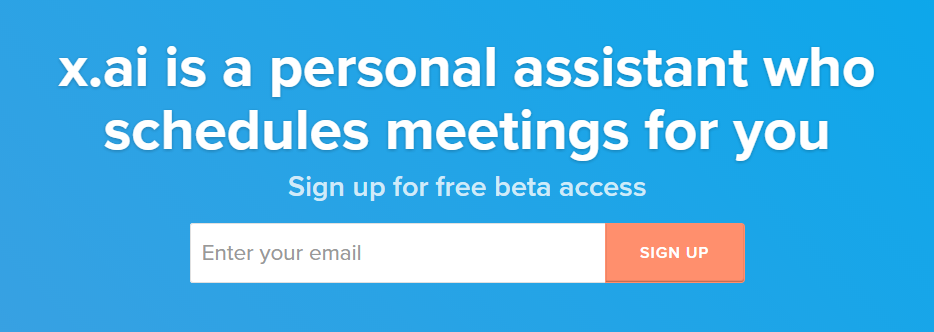 x.ai is a personal assistant who
schedules meetings for you
Sign up for free beta access
Enter your email
SIGN UP